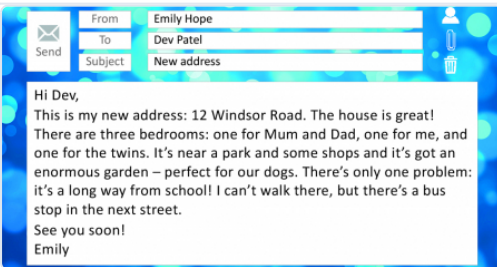 From Emily Hope
To Dev Patel
Send
Subject New address
Hi Dev,
This is my new address: 12 Windsor Road. The house is great!
There are three bedrooms: one for Mum and Dad, one for me, and
one for the twins. It’s near a park and some shops and it’s got an
enormous garden – perfect for our dogs. There’s only one problem:
it’s a long way from school! I can’t walk there, but there’s a bus
stop in the next street.
See you soon!
Emily